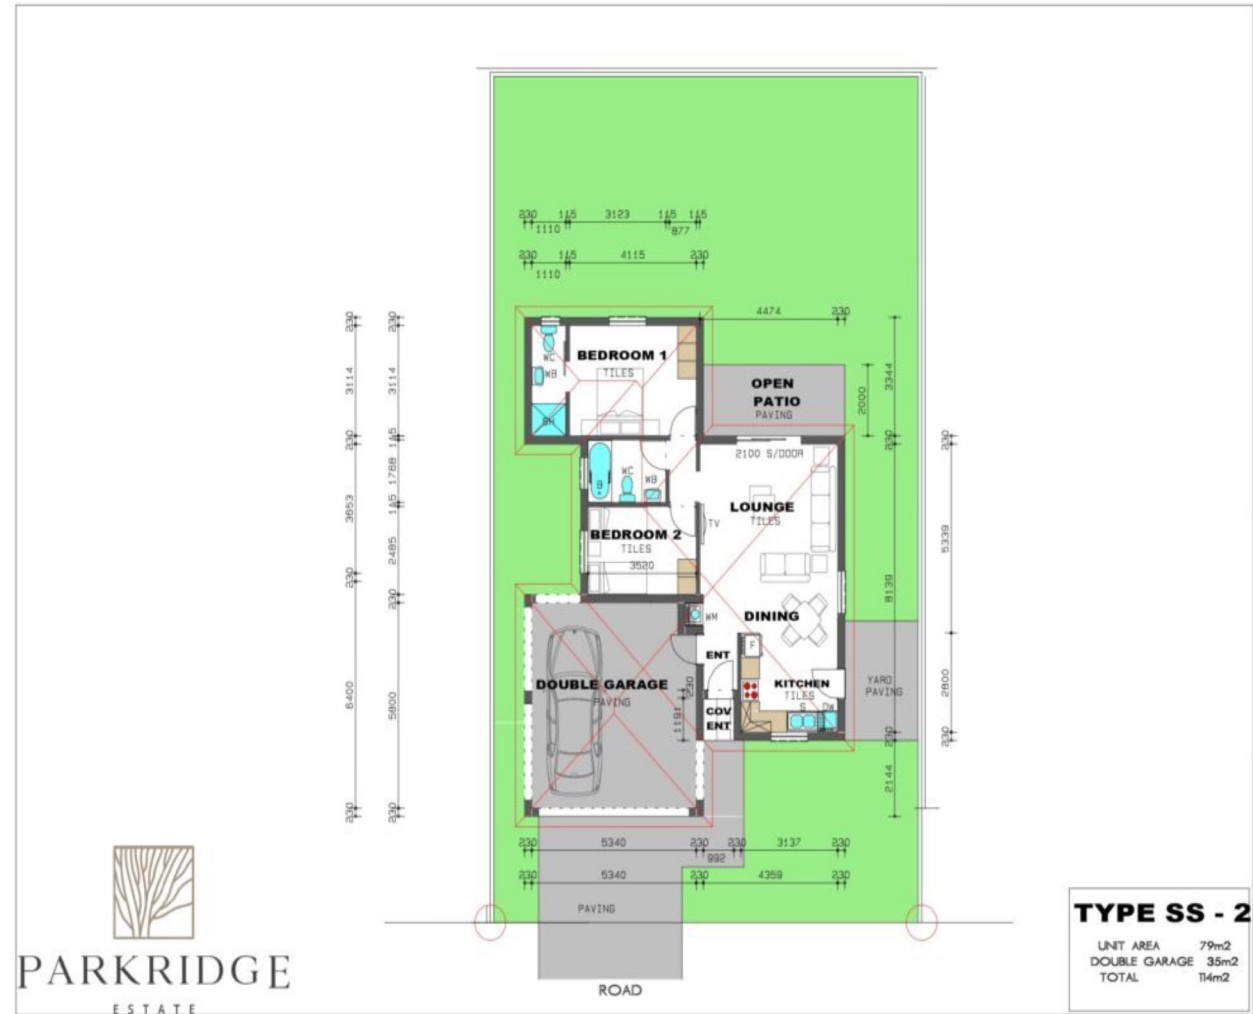 230 115 3123 115 115
1110 877
230 115 4115 230
1110
4474 230
230 3114 230 3653 230 6400 230
230 3114 115 1768 115 2485 230 5800 230
WC
WB
SH
BEDROOM 1
TILES
OPEN
PATIO
PAVING
2000
3344 230 8139 230 2144
230 5339 2800 230
2100 S/DOOR
B
WC
WB
LOUNGE
TILES
TV
BEDROOM 2
TILES
3520
WM
DINING
ENT
F
DOUBLE GARAGE
PAVING
230
1191
COV
ENT
KITCHEN
TILES
S DW
YARD
PAVING
230 5340 230 230 3137 230
992
230 5340 230 4359 230
PAVING
ROAD
PARKRIDGE
ESTATE
TYPE SS - 2
UNIT AREA 79m2
DOUBLE GARAGE 35m2
TOTAL 114m2